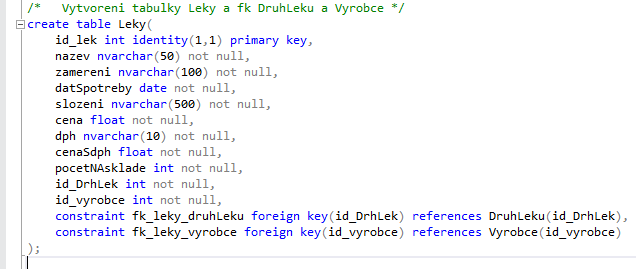 /*   Vytvoreni tabulky Leky a fk DruhLeku a Vyrobce */
create table Leky(
    id_lek int identity(1,1) primary key,
    nazev nvarchar(50) not null,
    zamereni nvarchar(100) not null,
    datSpotreby date not null,
    slozeni nvarchar(500) not null,
    cena float not null,
    dph nvarchar(10) not null,
    cenaSdph float not null,
    pocetNAsklade int not null,
    id_DrhLek int not null,
    id_vyrobce int not null,
    constraint fk_leky_druhLeku foreign key(id_DrhLek) references DruhLeku(id_DrhLek),
    constraint fk_leky_vyrobce foreign key(id_vyrobce) references Vyrobce(id_vyrobce)
);